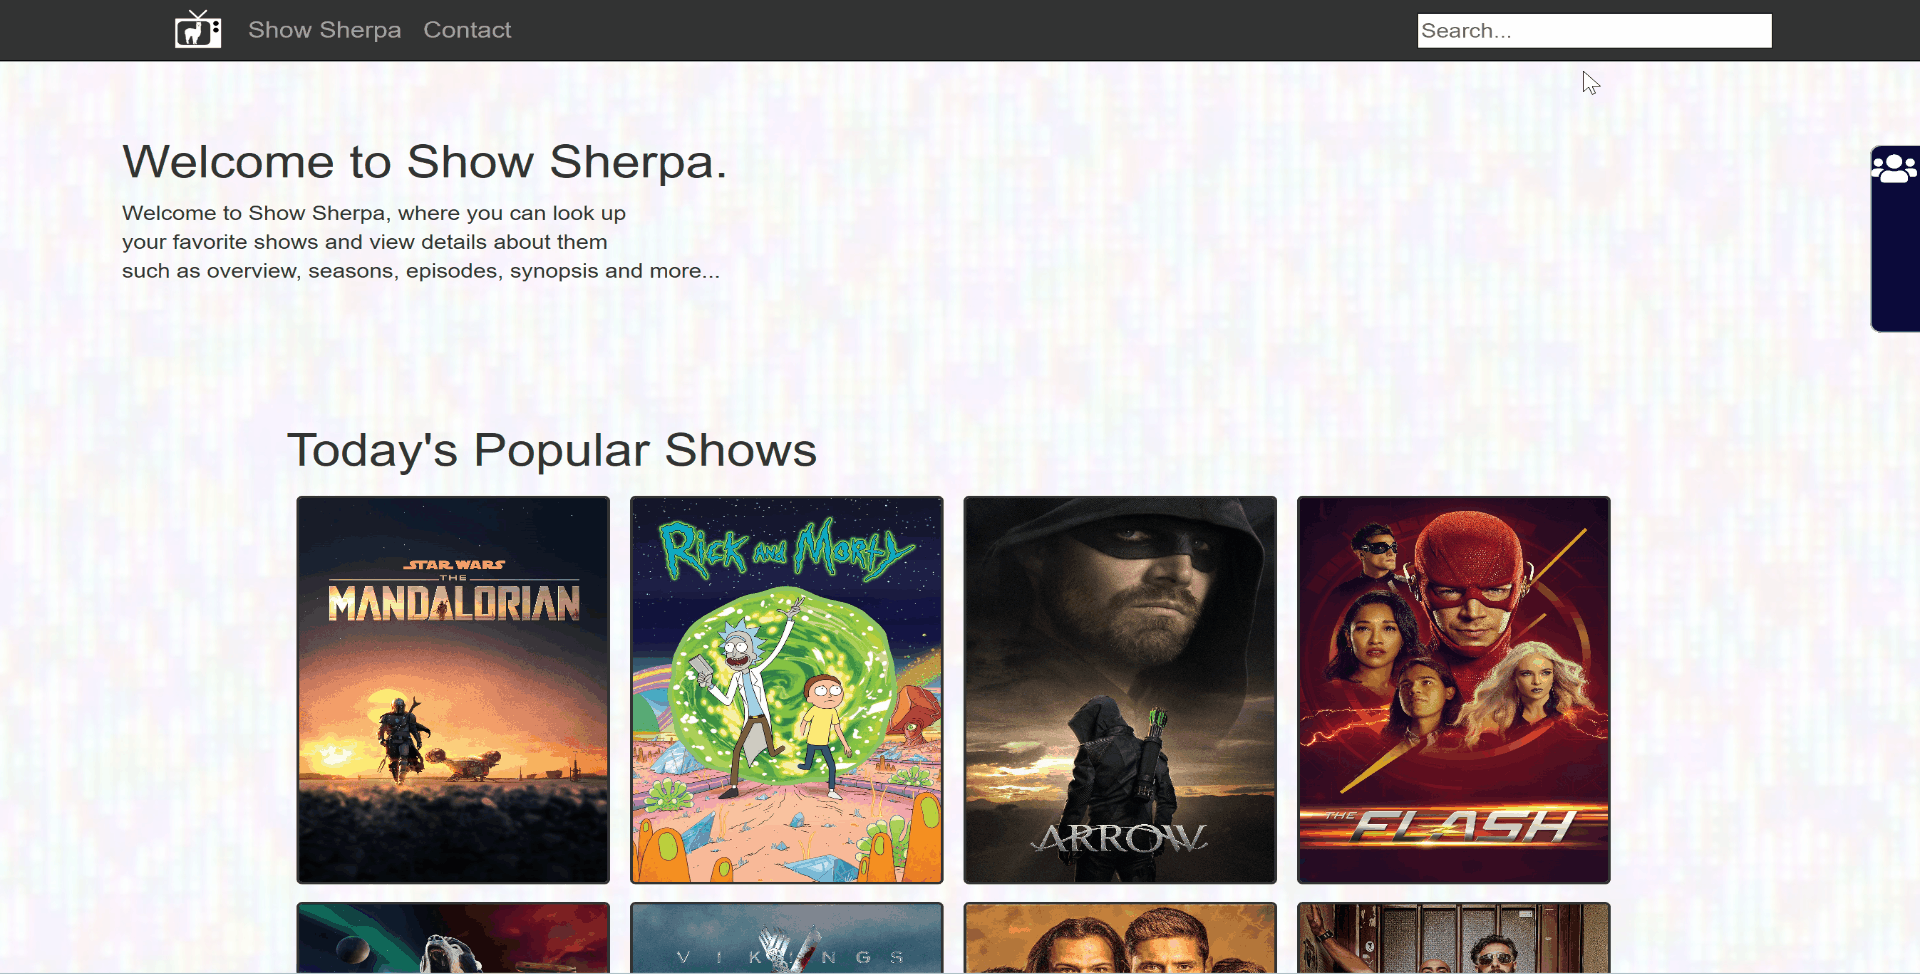 Show Sherpa Contact Search...
Welcome to Show Sherpa.
Welcome to Show Sherpa, where you can look up
your favorite shows and view details about them
such as overview, seasons, episodes, synopsis and more...
Today's Popular Shows
STAR WARS
THE
MANDALORIAN
RICK AND MORTY
ARROW
THE FLASH
VIKINGS